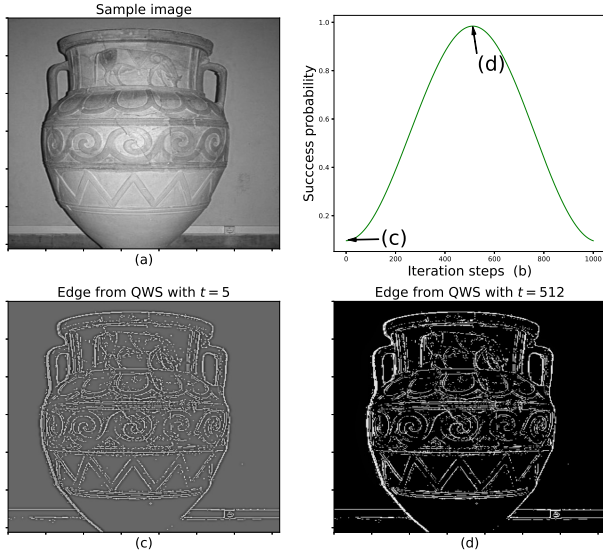 Sample image
(a)
Succcess probability
1.0
0.8
0.6
0.4
0.2
0
200
400
600
800
1000
(d)
(c)
Iteration steps (b)
Edge from QWS with t = 5
(c)
Edge from QWS with t = 512
(d)